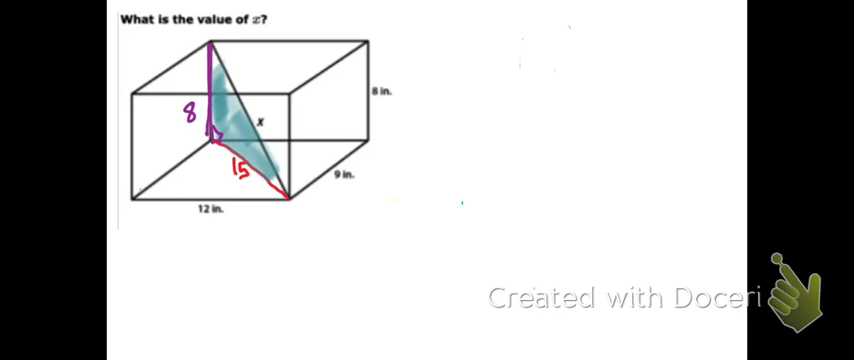 What is the value of x?
8 in.
8
x
15
9 in.
12 in.
Created with Doceri